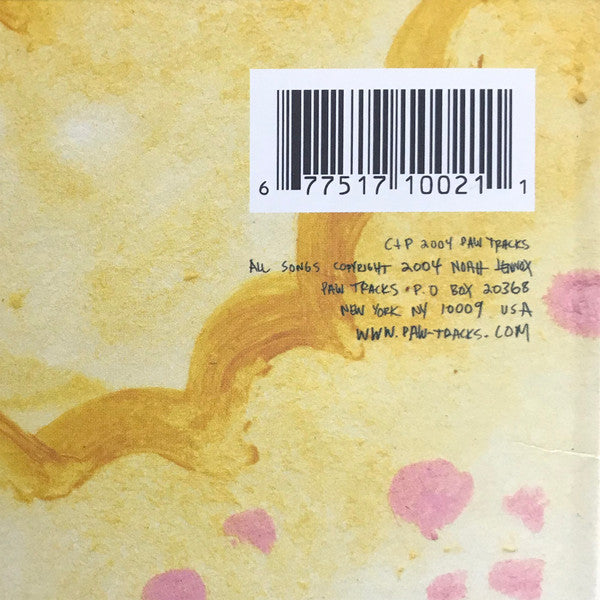 6 77517 10021 1
C+P 2004 PAW TRACKS
ALL SONGS COPYRIGHT 2004 NOAH LENNOX
PAW TRACKS • P.O BOX 20368
NEW YORK NY 10009 USA
WWW.PAW-TRACKS.COM